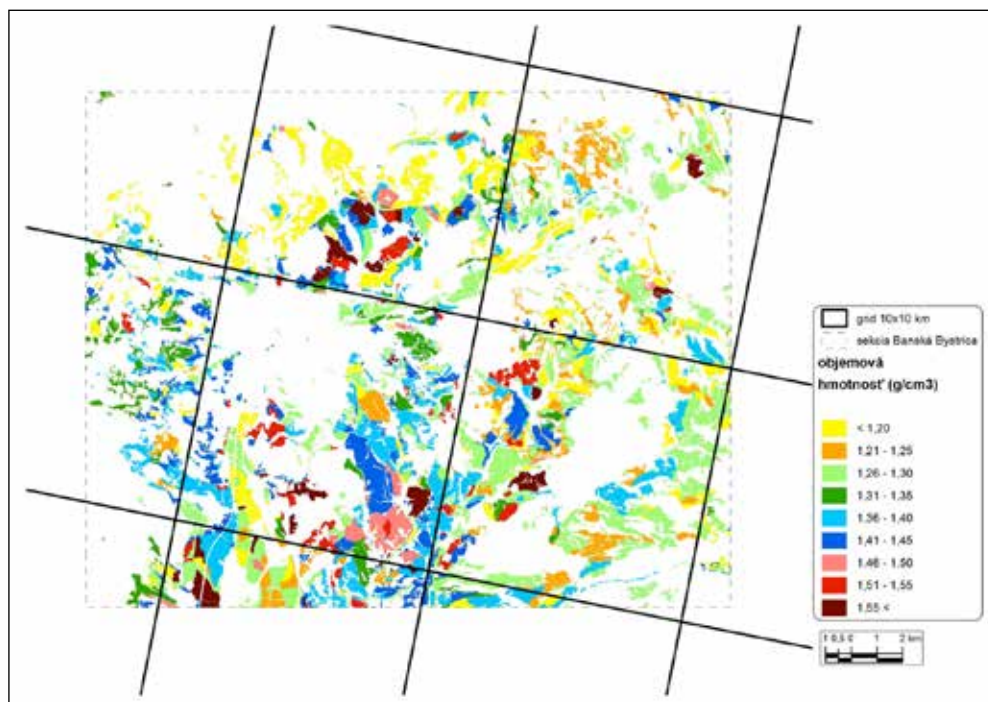 grid 10x10 km
sekcia Banská Bystrica
objemová
hmotnosť (g/cm3)
< 1,20
1,21 - 1,25
1,26 - 1,30
1,31 - 1,35
1,36 - 1,40
1,41 - 1,45
1,46 - 1,50
1,51 - 1,55
1,55 <
1 0,5 0 1 2 km